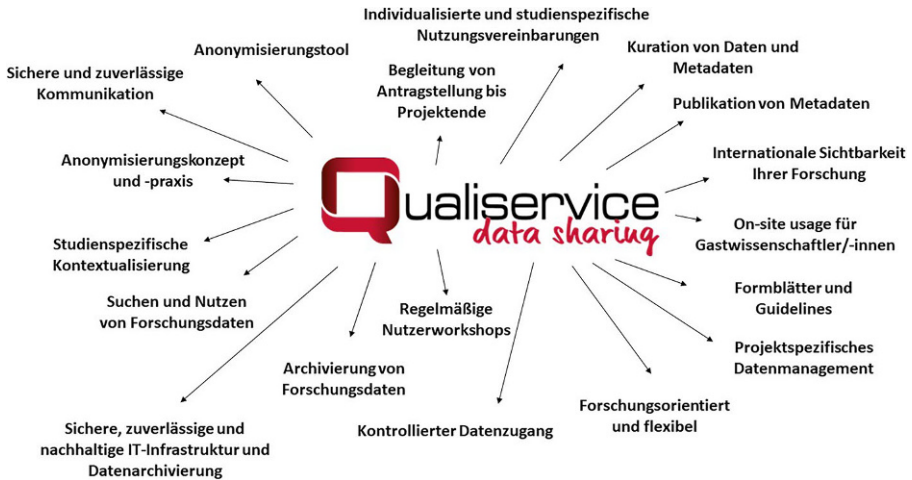 Individualisierte und studienspezifische
Nutzungsvereinbarungen
Anonymisierungstool
Kuration von Daten und
Metadaten
Sichere und zuverlässige
Kommunikation
Begleitung von
Antragstellung bis
Projektende
Publikation von Metadaten
Anonymisierungskonzept
und -praxis
Internationale Sichtbarkeit
Ihrer Forschung
Qualiservice
data sharing
On-site usage für
Gastwissenschaftler/-innen
Studienspezifische
Kontextualisierung
Formblätter und
Guidelines
Suchen und Nutzen
von Forschungsdaten
Regelmäßige
Nutzerworkshops
Projektspezifisches
Datenmanagement
Archivierung von
Forschungsdaten
Forschungsorientiert
und flexibel
Kontrollierter Datenzugang
Sichere, zuverlässige und
nachhaltige IT-Infrastruktur und
Datenarchivierung